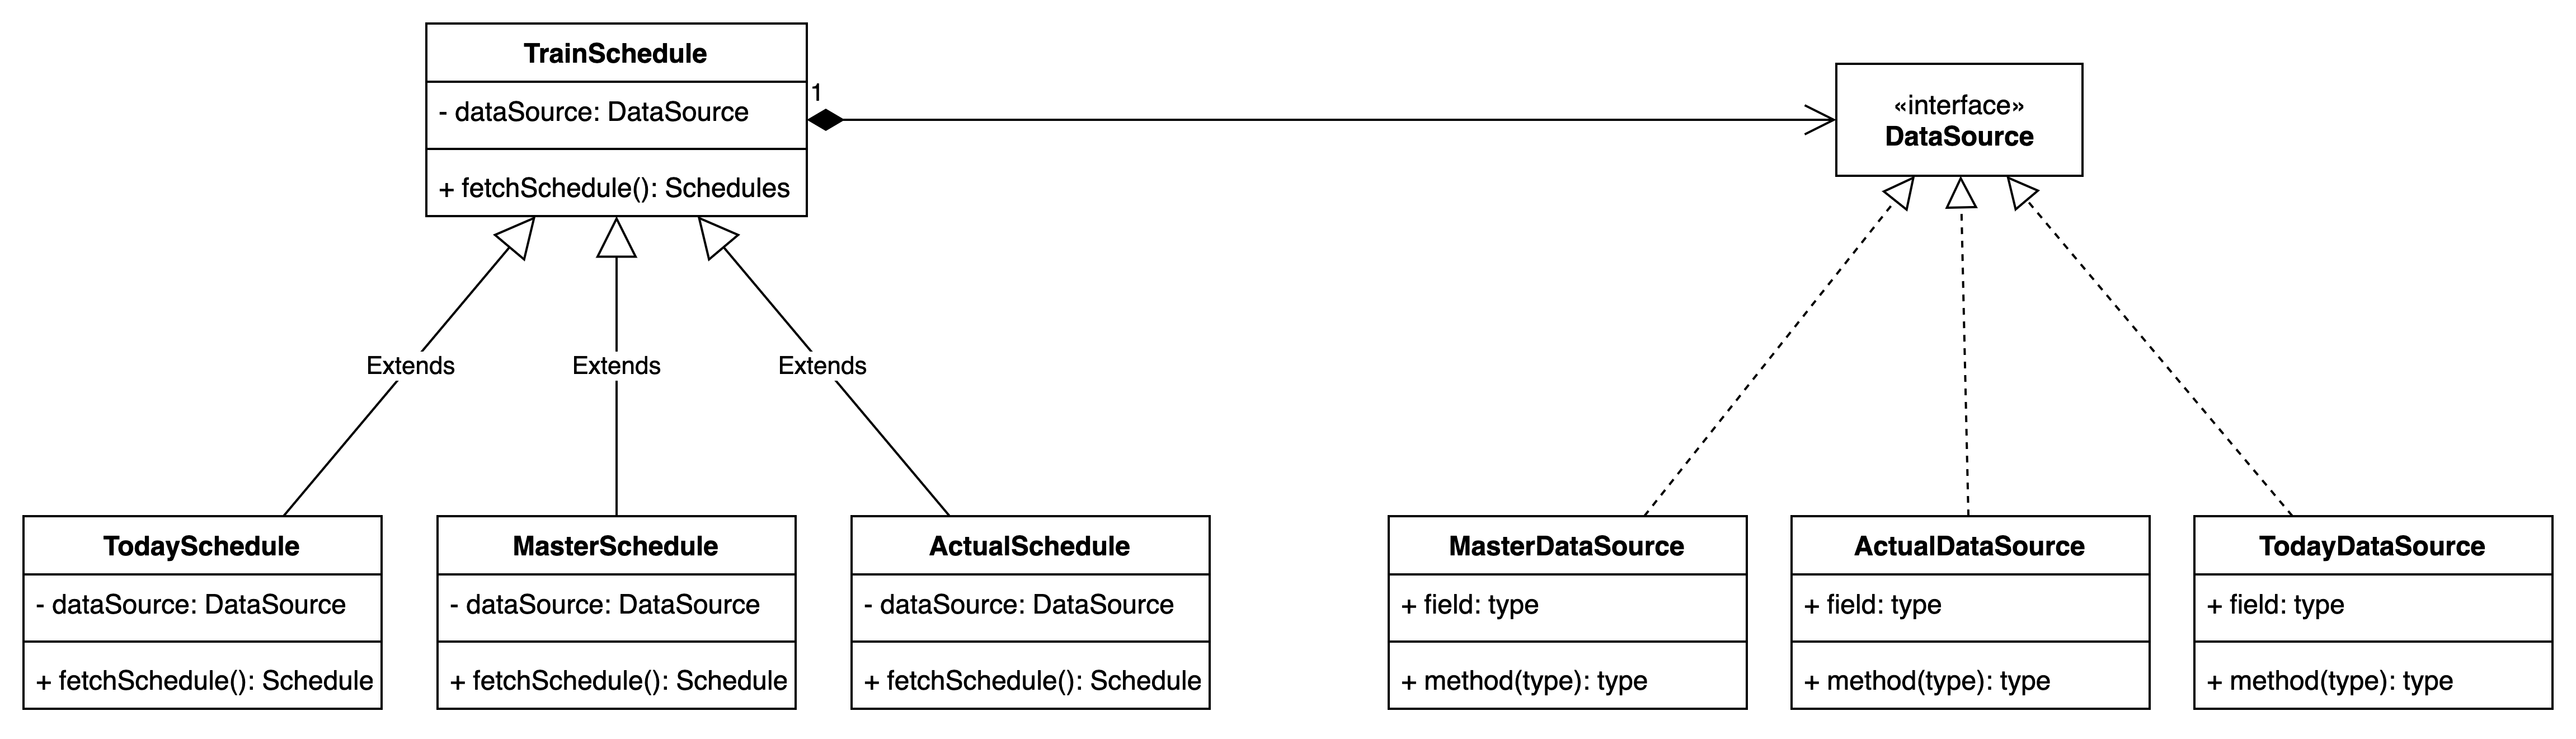 TrainSchedule
- dataSource: DataSource
+ fetchSchedule(): Schedules
1
«interface»
DataSource
Extends
Extends
Extends
TodaySchedule
- dataSource: DataSource
+ fetchSchedule(): Schedule
MasterSchedule
- dataSource: DataSource
+ fetchSchedule(): Schedule
ActualSchedule
- dataSource: DataSource
+ fetchSchedule(): Schedule
MasterDataSource
+ field: type
+ method(type): type
ActualDataSource
+ field: type
+ method(type): type
TodayDataSource
+ field: type
+ method(type): type